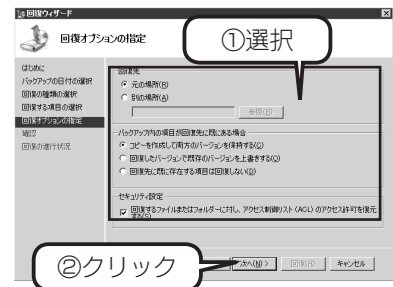 回復ウィザード
回復オプションの指定
①選択
はじめに
バックアップの日付の選択
回復の種類の選択
回復する項目の選択
回復オプションの指定
確認
回復の進行状況
回復先
元の場所(R)
別の場所(A)
参照(B)
バックアップ内の項目が回復先に既にある場合
コピーを作成して両方のバージョンを保持する(C)
回復したバージョンで既存のバージョンを上書きする(O)
回復先に既に存在する項目は回復しない(D)
セキュリティ設定
回復するファイルまたはフォルダーに対し、アクセス制御リスト (ACL) のアクセス許可を復元
する(S)
②クリック
次へ(N) >
回復(R)
キャンセル